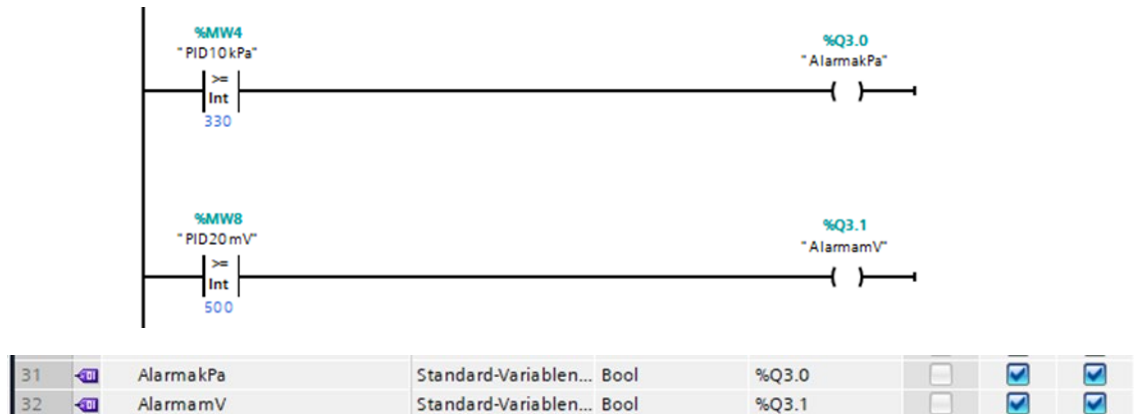 %MW4
"PID10kPa"
>=
Int
330
%Q3.0
"AlarmakPa"
%MW8
"PID20mV"
>=
Int
500
%Q3.1
"AlarmamV"
31 AlarmakPa Standard-Variablen... Bool %Q3.0
32 AlarmamV Standard-Variablen... Bool %Q3.1